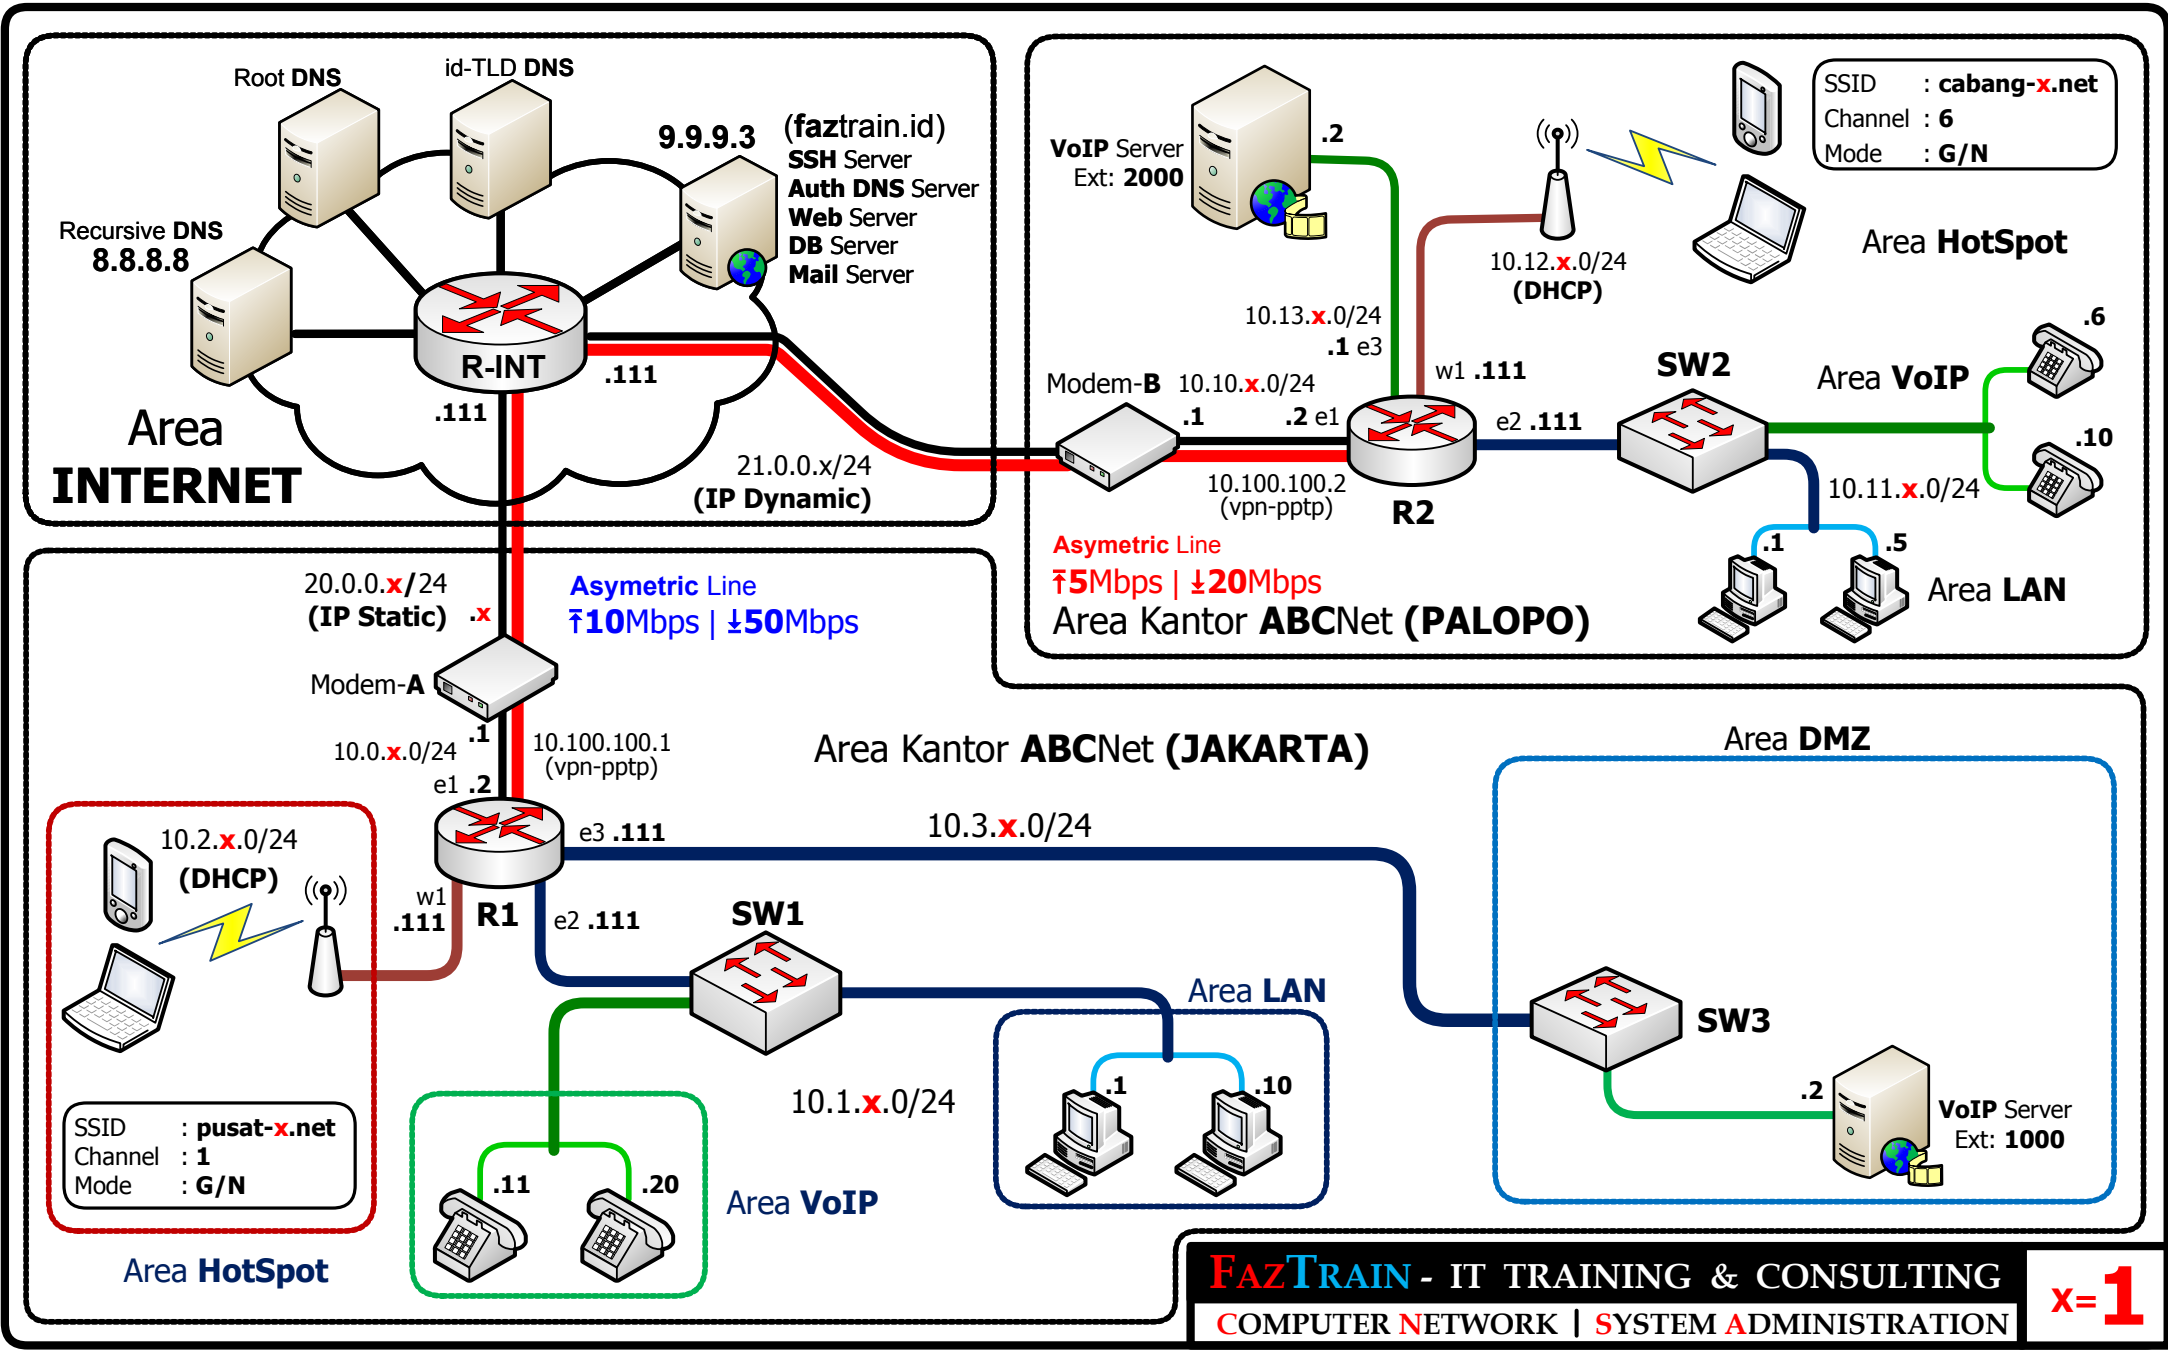 Root DNS
id-TLD DNS
9.9.9.3
(faztrain.id)
SSH Server
Auth DNS Server
Web Server
DB Server
Mail Server
Recursive DNS
8.8.8.8
R-INT
.111
.111
Area
INTERNET
21.0.0.x/24
(IP Dynamic)
VoIP Server
Ext: 2000
.2
SSID : cabang-x.net
Channel : 6
Mode : G/N
Area HotSpot
10.12.x.0/24
(DHCP)
10.13.x.0/24
.1 e3
w1 .111
Modem-B
10.10.x.0/24
.1
.2 e1
e2 .111
SW2
Area VoIP
.6
.10
10.100.100.2
(vpn-pptp)
R2
10.11.x.0/24
.1
.5
Area LAN
Asymetric Line
↑5Mbps | ↓20Mbps
Area Kantor ABCNet (PALOPO)
20.0.0.x/24
(IP Static)
.x
Asymetric Line
↑10Mbps | ↓50Mbps
Modem-A
.1
10.0.x.0/24
e1 .2
10.100.100.1
(vpn-pptp)
Area Kantor ABCNet (JAKARTA)
Area DMZ
10.2.x.0/24
(DHCP)
w1
.111
R1
e3 .111
10.3.x.0/24
e2 .111
SW1
Area LAN
SW3
.1
.10
10.1.x.0/24
.2
VoIP Server
Ext: 1000
SSID : pusat-x.net
Channel : 1
Mode : G/N
.11
.20
Area VoIP
Area HotSpot
FAZTRAIN - IT TRAINING & CONSULTING
COMPUTER NETWORK | SYSTEM ADMINISTRATION
x=1